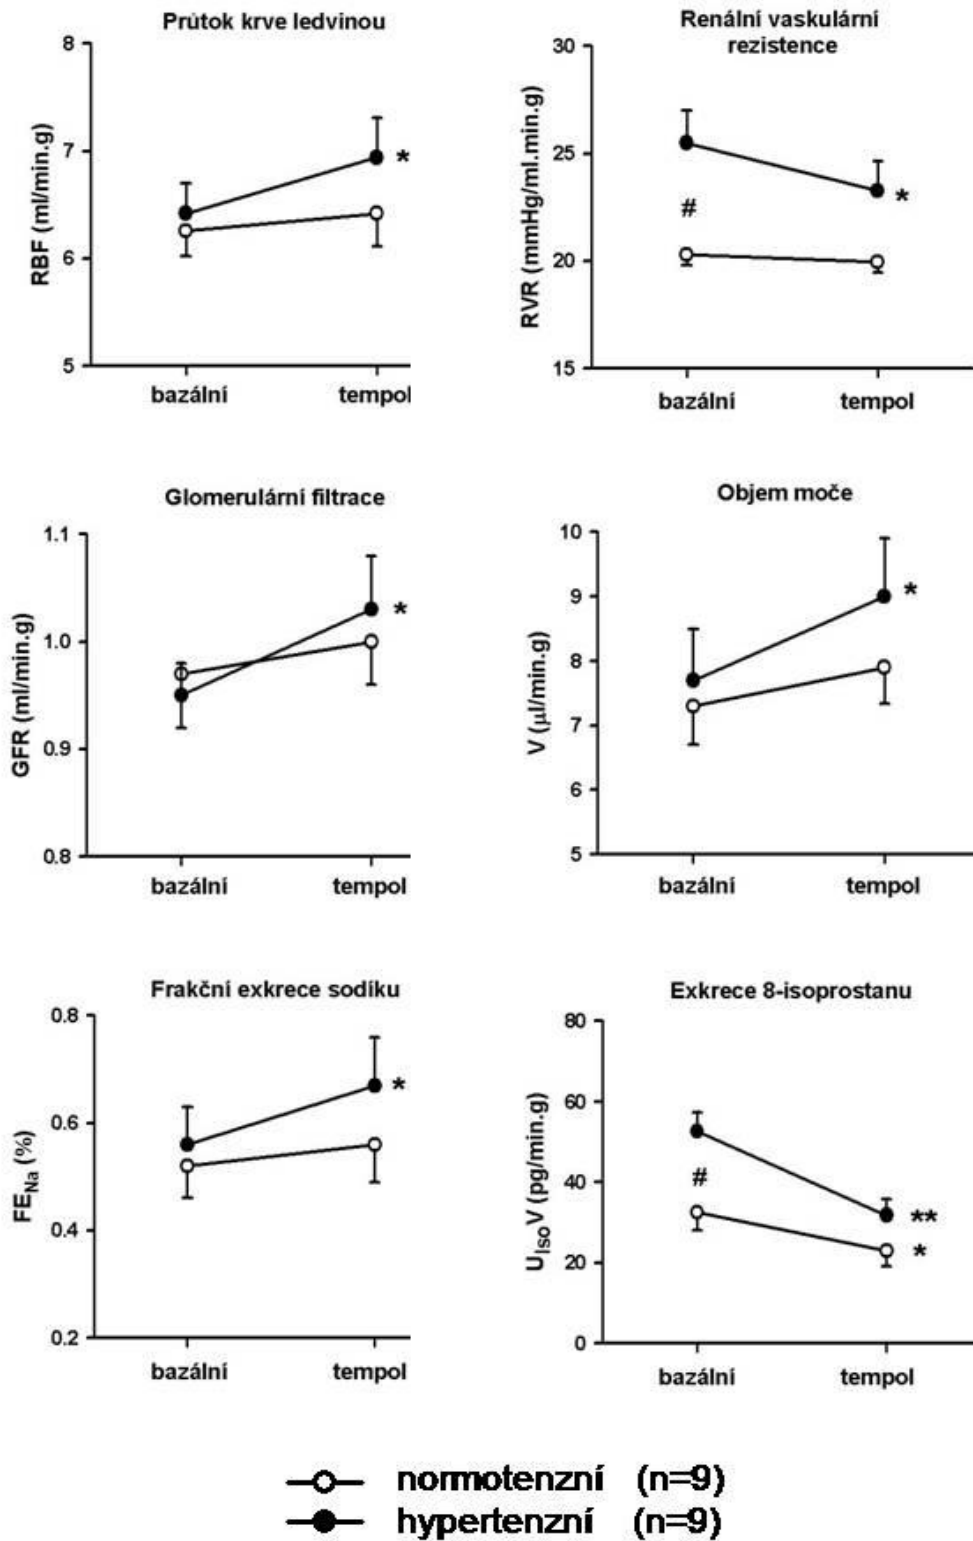 Průtok krve ledvinou
RBF (ml/min.g)
8
7
6
5
*
bazální
tempol
Renální vaskulární
rezistence
RVR (mmHg/ml.min.g)
30
25
20
15
#
*
bazální
tempol
Glomerulární filtrace
GFR (ml/min.g)
1.1
1.0
0.9
0.8
*
bazální
tempol
Objem moče
V (µl/min.g)
10
9
8
7
6
5
*
bazální
tempol
Frakční exkrece sodíku
FENa (%)
0.8
0.6
0.4
0.2
*
bazální
tempol
Exkrece 8-isoprostanu
UIsoV (pg/min.g)
80
60
40
20
0
#
**
*
bazální
tempol
normotenzní (n=9)
hypertenzní (n=9)